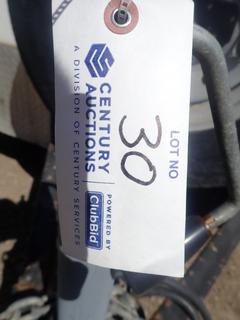 CENTURY
AUCTIONS
A DIVISION OF CENTURY SERVICES
POWERED BY
ClubBid
LOT NO
30